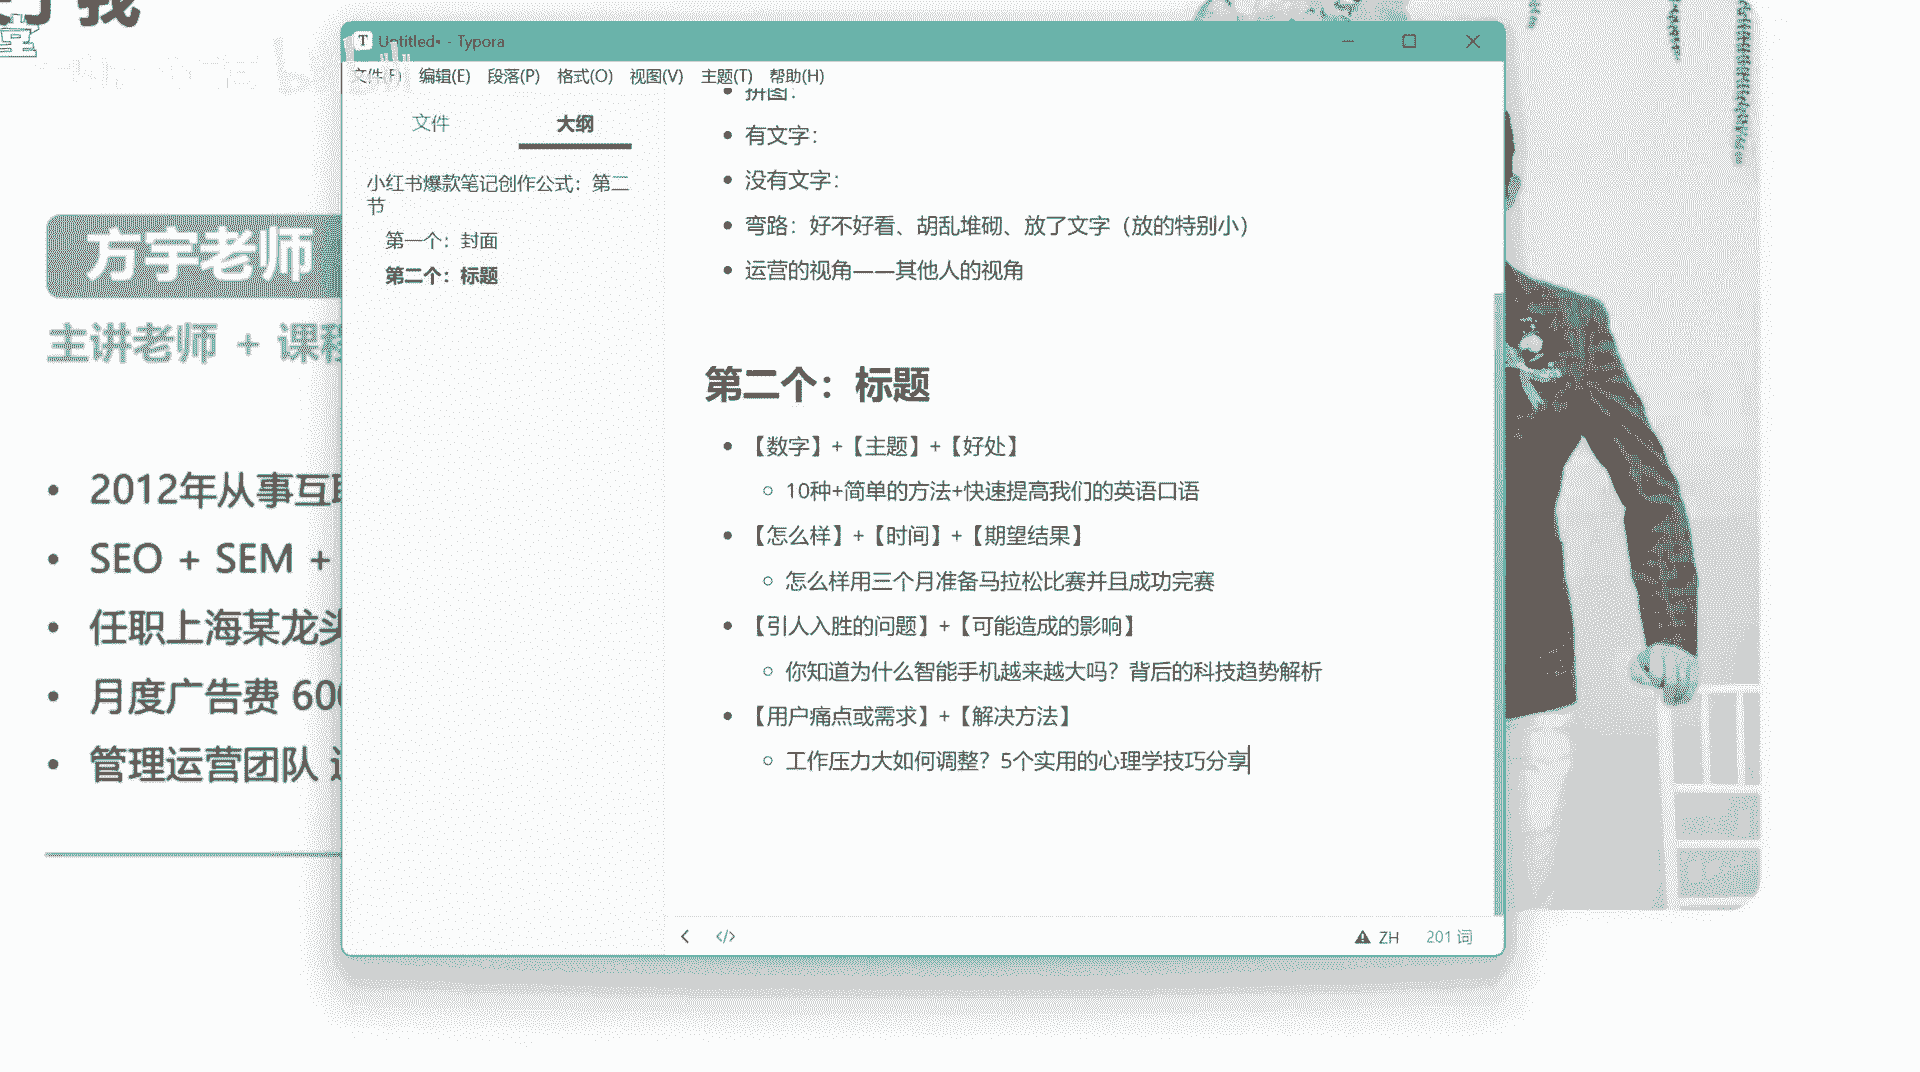 我
堂
Untitled• - Typora
文件(F) 编辑(E) 段落(P) 格式(O) 视图(V) 主题(T) 帮助(H)
文件 大纲
小红书爆款笔记创作公式：第二
节
第一个：封面
第二个：标题
拼图：
有文字：
没有文字：
弯路：好不好看、胡乱堆砌、放了文字（放的特别小）
运营的视角——其他人的视角
第二个：标题
【数字】+【主题】+【好处】
10种+简单的方法+快速提高我们的英语口语
【怎么样】+【时间】+【期望结果】
怎么样用三个月准备马拉松比赛并且成功完赛
【引人入胜的问题】+【可能造成的影响】
你知道为什么智能手机越来越大吗？背后的科技趋势解析
【用户痛点或需求】+【解决方法】
工作压力大如何调整？5个实用的心理学技巧分享
ZH 201 词
方宇老师
主讲老师 + 课程
2012年从事互联
SEO + SEM +
任职上海某龙头
月度广告费 600
管理运营团队